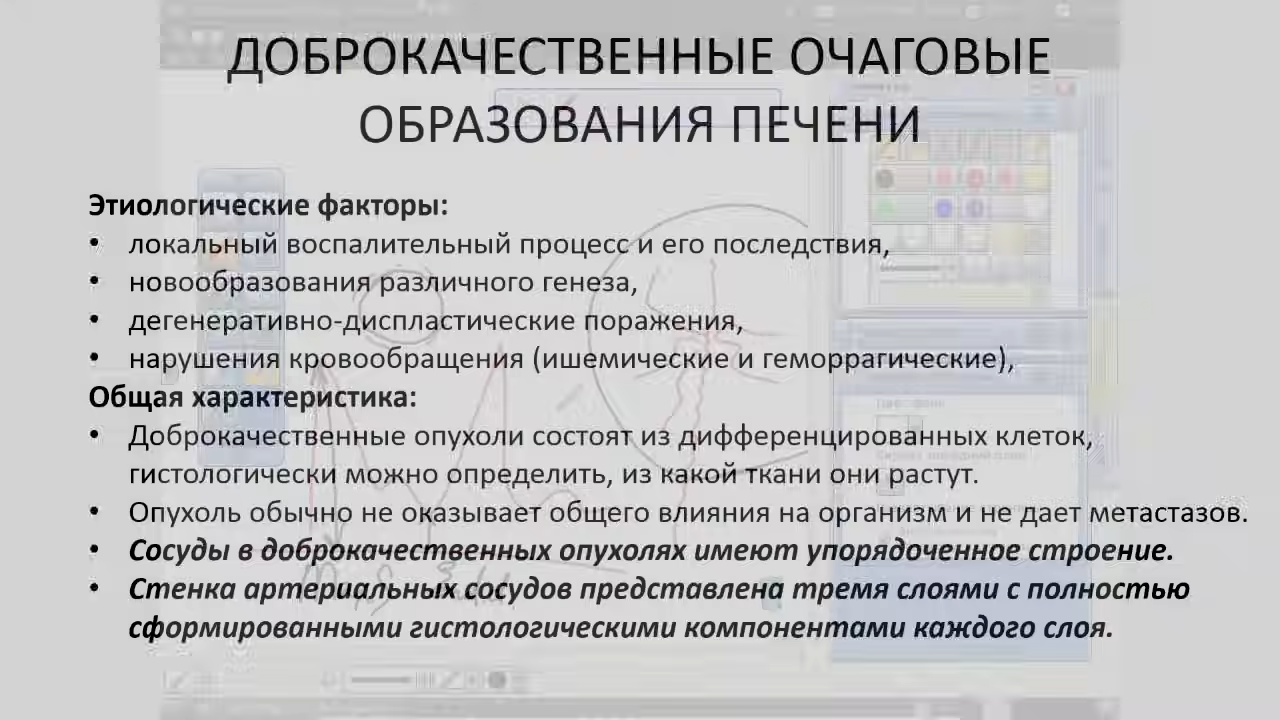 ДОБРОКАЧЕСТВЕННЫЕ ОЧАГОВЫЕ
ОБРАЗОВАНИЯ ПЕЧЕНИ
Этиологические факторы:
• локальный воспалительный процесс и его последствия,
• новообразования различного генеза,
• дегенеративно-диспластические поражения,
• нарушения кровообращения (ишемические и геморрагические),
Общая характеристика:
• Доброкачественные опухоли состоят из дифференцированных клеток,
гистологически можно определить, из какой ткани они растут.
• Опухоль обычно не оказывает общего влияния на организм и не дает метастазов.
• Сосуды в доброкачественных опухолях имеют упорядоченное строение.
• Стенка артериальных сосудов представлена тремя слоями с полностью
сформированными гистологическими компонентами каждого слоя.